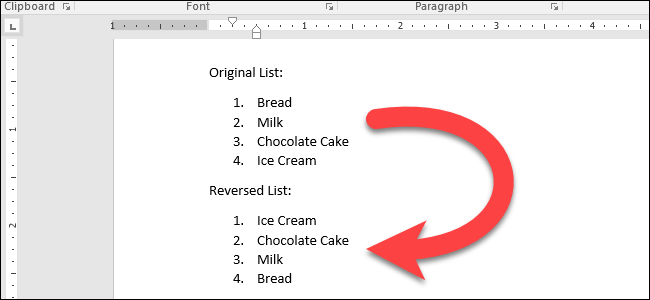 Clipboard Font Paragraph
1 1 2 3 4
Original List:
1. Bread
2. Milk
3. Chocolate Cake
4. Ice Cream
Reversed List:
1. Ice Cream
2. Chocolate Cake
3. Milk
4. Bread
1
2